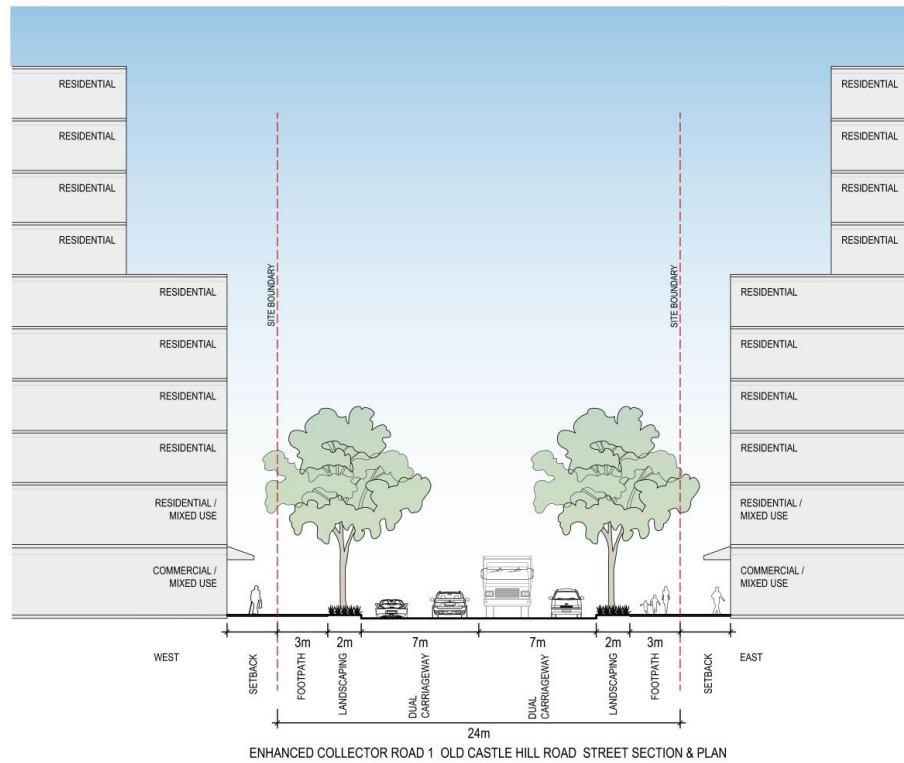 RESIDENTIAL
RESIDENTIAL
RESIDENTIAL
RESIDENTIAL
RESIDENTIAL
RESIDENTIAL
RESIDENTIAL
RESIDENTIAL
RESIDENTIAL
RESIDENTIAL
SITE BOUNDARY
SITE BOUNDARY
RESIDENTIAL
RESIDENTIAL
RESIDENTIAL
RESIDENTIAL
RESIDENTIAL
RESIDENTIAL
RESIDENTIAL /
MIXED USE
RESIDENTIAL /
MIXED USE
COMMERCIAL /
MIXED USE
COMMERCIAL /
MIXED USE
3m
2m
7m
7m
2m
3m
WEST
SETBACK
FOOTPATH
LANDSCAPING
DUAL
CARRIAGEWAY
DUAL
CARRIAGEWAY
LANDSCAPING
FOOTPATH
SETBACK
EAST
24m
ENHANCED COLLECTOR ROAD 1 OLD CASTLE HILL ROAD STREET SECTION & PLAN